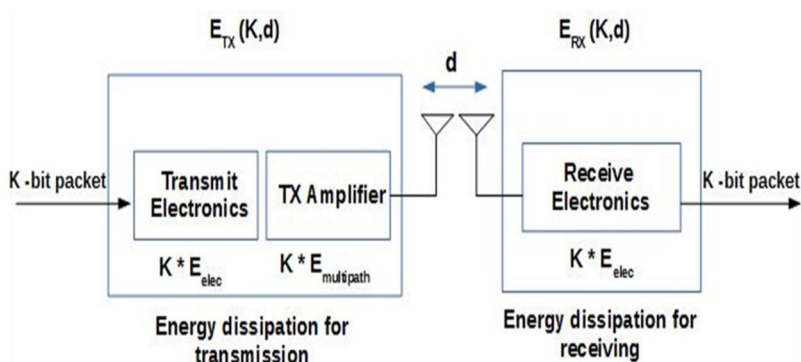 E_TX (K,d)
E_RX (K,d)
d
K -bit packet
Transmit
Electronics
TX Amplifier
Receive
Electronics
K -bit packet
K * E_elec
K * E_multipath
K * E_elec
Energy dissipation for
transmission
Energy dissipation for
receiving